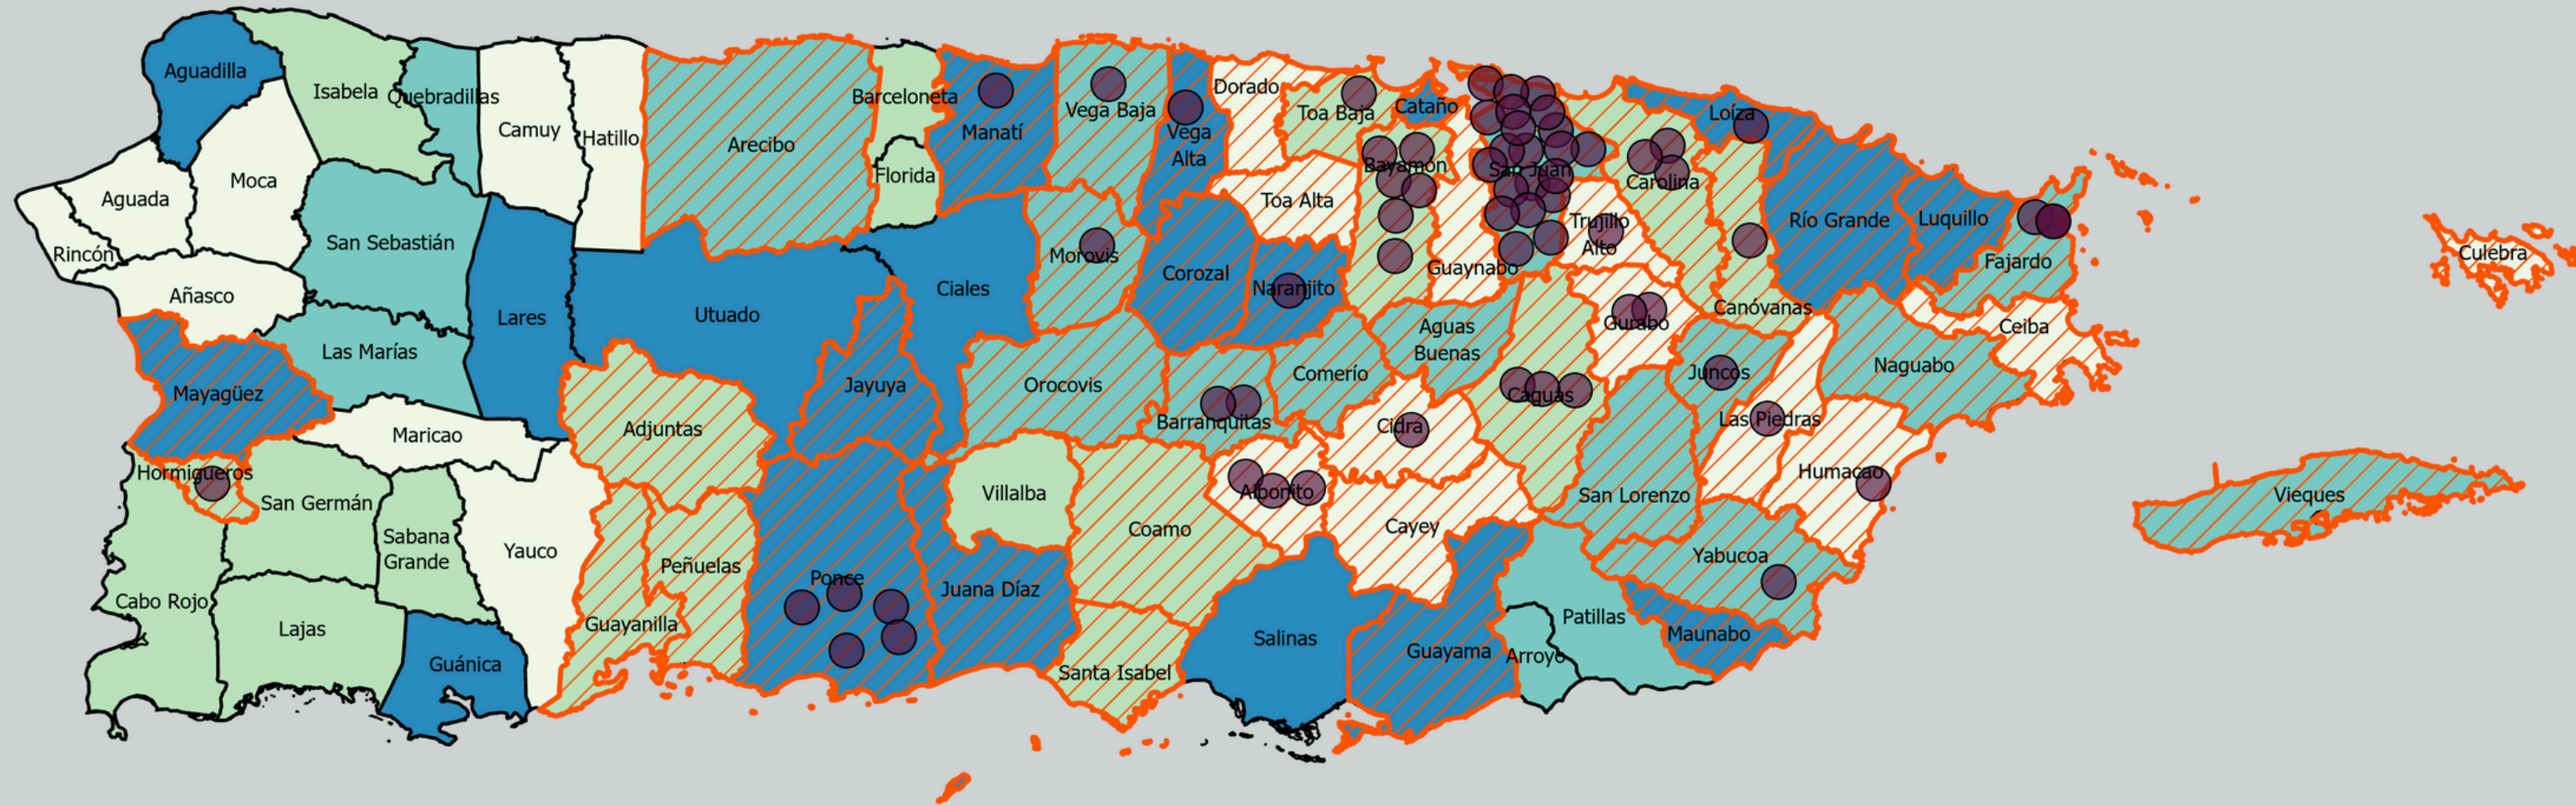 Aguadilla
Isabela
Quebradillas
Camuy
Hatillo
Arecibo
Barceloneta
Florida
Manatí
Vega Baja
Vega
Alta
Dorado
Toa Baja
Cataño
Toa Alta
Bayamón
San Juan
Carolina
Loíza
Trujillo
Alto
Guaynabo
Canóvanas
Río Grande
Luquillo
Fajardo
Culebra
Ceiba
Moca
Aguada
Rincón
Añasco
San Sebastián
Lares
Utuado
Ciales
Morovis
Corozal
Naranjito
Aguas
Buenas
Gurabo
Juncos
Naguabo
Las Marías
Mayagüez
Maricao
Adjuntas
Jayuya
Orocovis
Barranquitas
Comerío
Cidra
Caguas
Las Piedras
Humacao
Hormigueros
San Germán
Sabana
Grande
Yauco
Peñuelas
Villalba
Coamo
Aibonito
Cayey
San Lorenzo
Yabucoa
Vieques
Cabo Rojo
Lajas
Guánica
Guayanilla
Ponce
Juana Díaz
Santa Isabel
Salinas
Guayama
Arroyo
Patillas
Maunabo